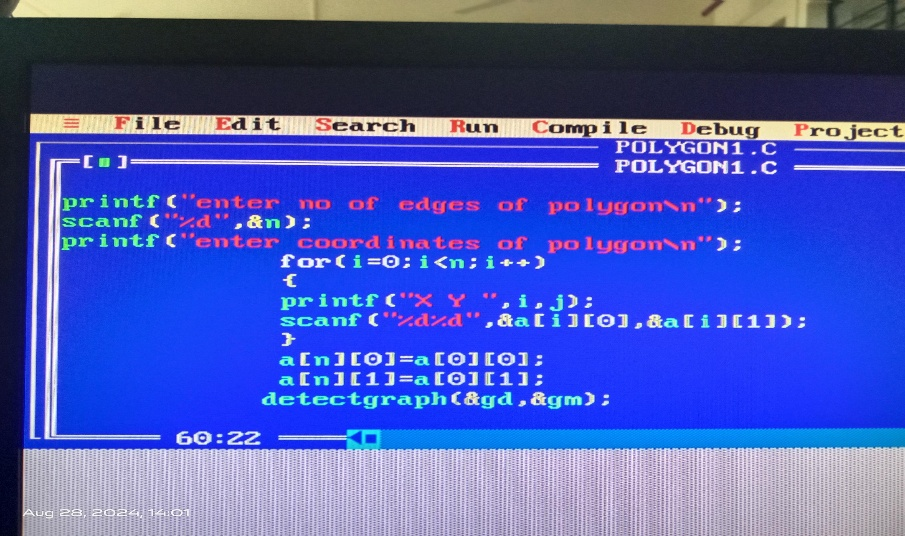 ≡ File Edit Search Run Compile Debug Project
POLYGON1.C
[■] POLYGON1.C
printf("enter no of edges of polygon\n");
scanf("%d",&n);
printf("enter coordinates of polygon\n");
for(i=0;i<n;i++)
{
printf("X Y ",i,j);
scanf("%d%d",&a[i][0],&a[i][1]);
}
a[n][0]=a[0][0];
a[n][1]=a[0][1];
detectgraph(&gd,&gm);
60:22
Aug 28, 2024, 14:01